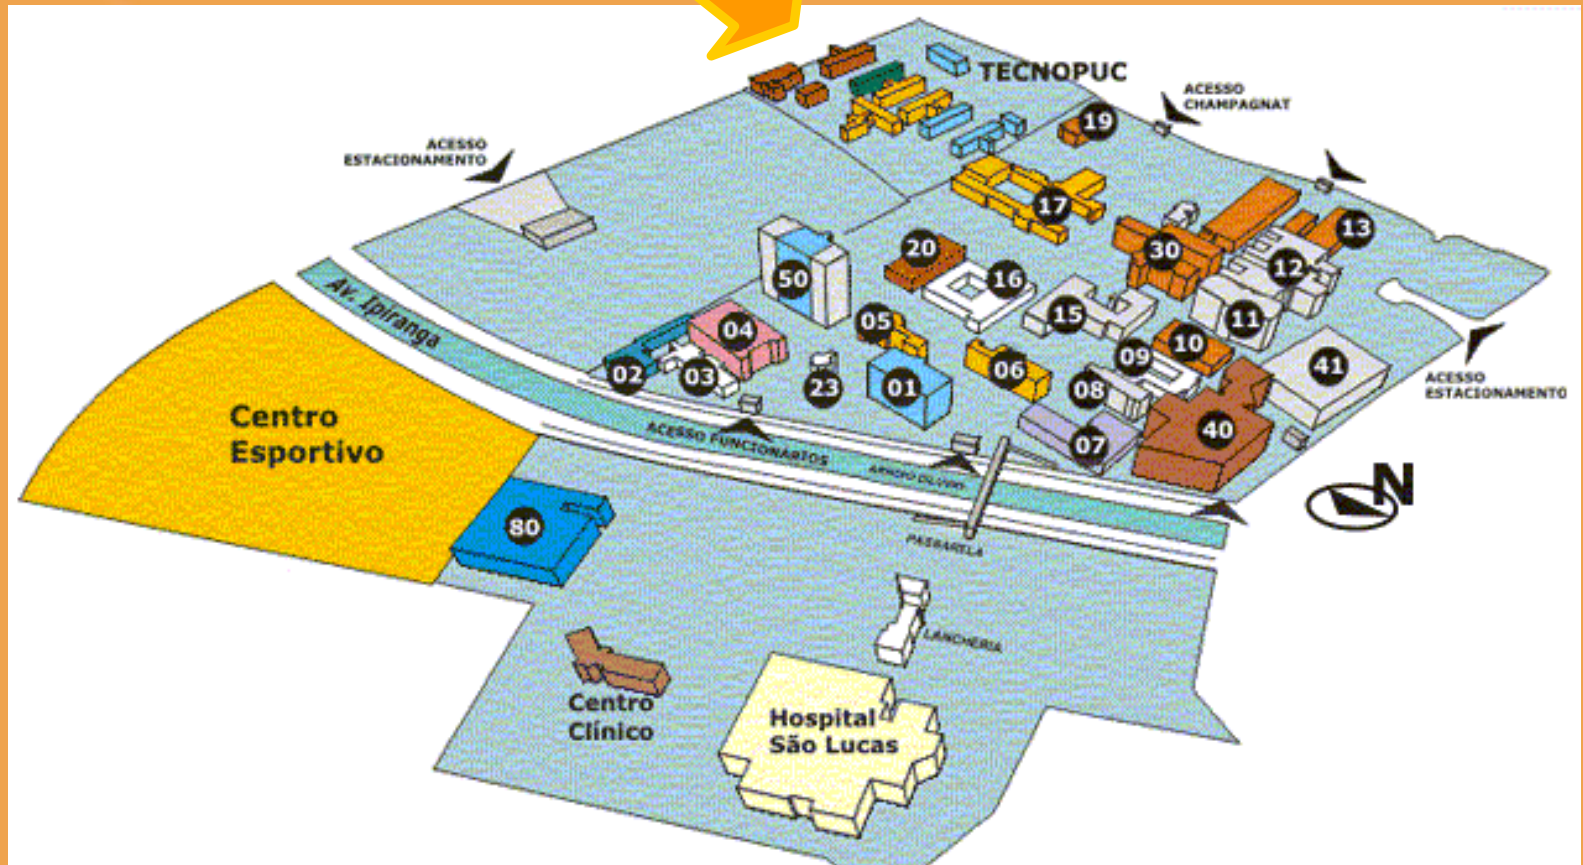 TECNOPUC
ACESSO
CHAMPAGNAT
19
ACESSO
ESTACIONAMENTO
17
13
20
30
50
16
12
15
11
05
04
10
09
41
02
03
23
01
06
08
Av. Ipiranga
ACESSO
ESTACIONAMENTO
07
40
Centro
Esportivo
ACESSO FUNCIONÁRIOS
ARROIO DILÚVIO
N
80
PASSARELA
LANCHERIA
Centro
Clínico
Hospital
São Lucas